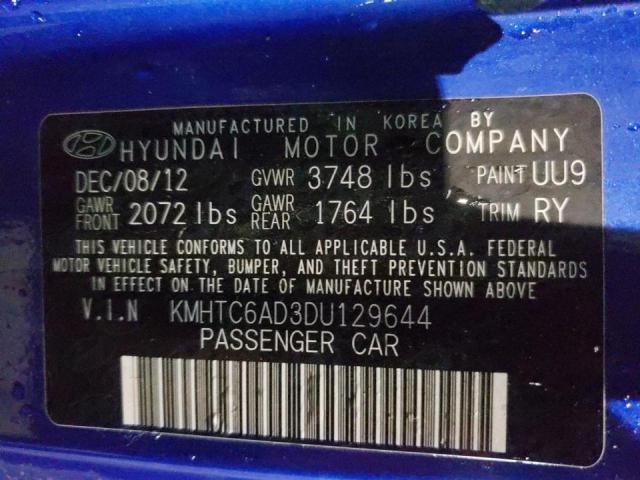 MANUFACTURED IN KOREA BY
HYUNDAI MOTOR COMPANY
DEC/08/12 GVWR 3748 lbs PAINT UU9
GAWR FRONT 2072 lbs GAWR REAR 1764 lbs TRIM RY
THIS VEHICLE CONFORMS TO ALL APPLICABLE U.S.A. FEDERAL
MOTOR VEHICLE SAFETY, BUMPER, AND THEFT PREVENTION STANDARDS
IN EFFECT ON THE DATE OF MANUFACTURE SHOWN ABOVE
V.I.N KMHTC6AD3DU129644
PASSENGER CAR